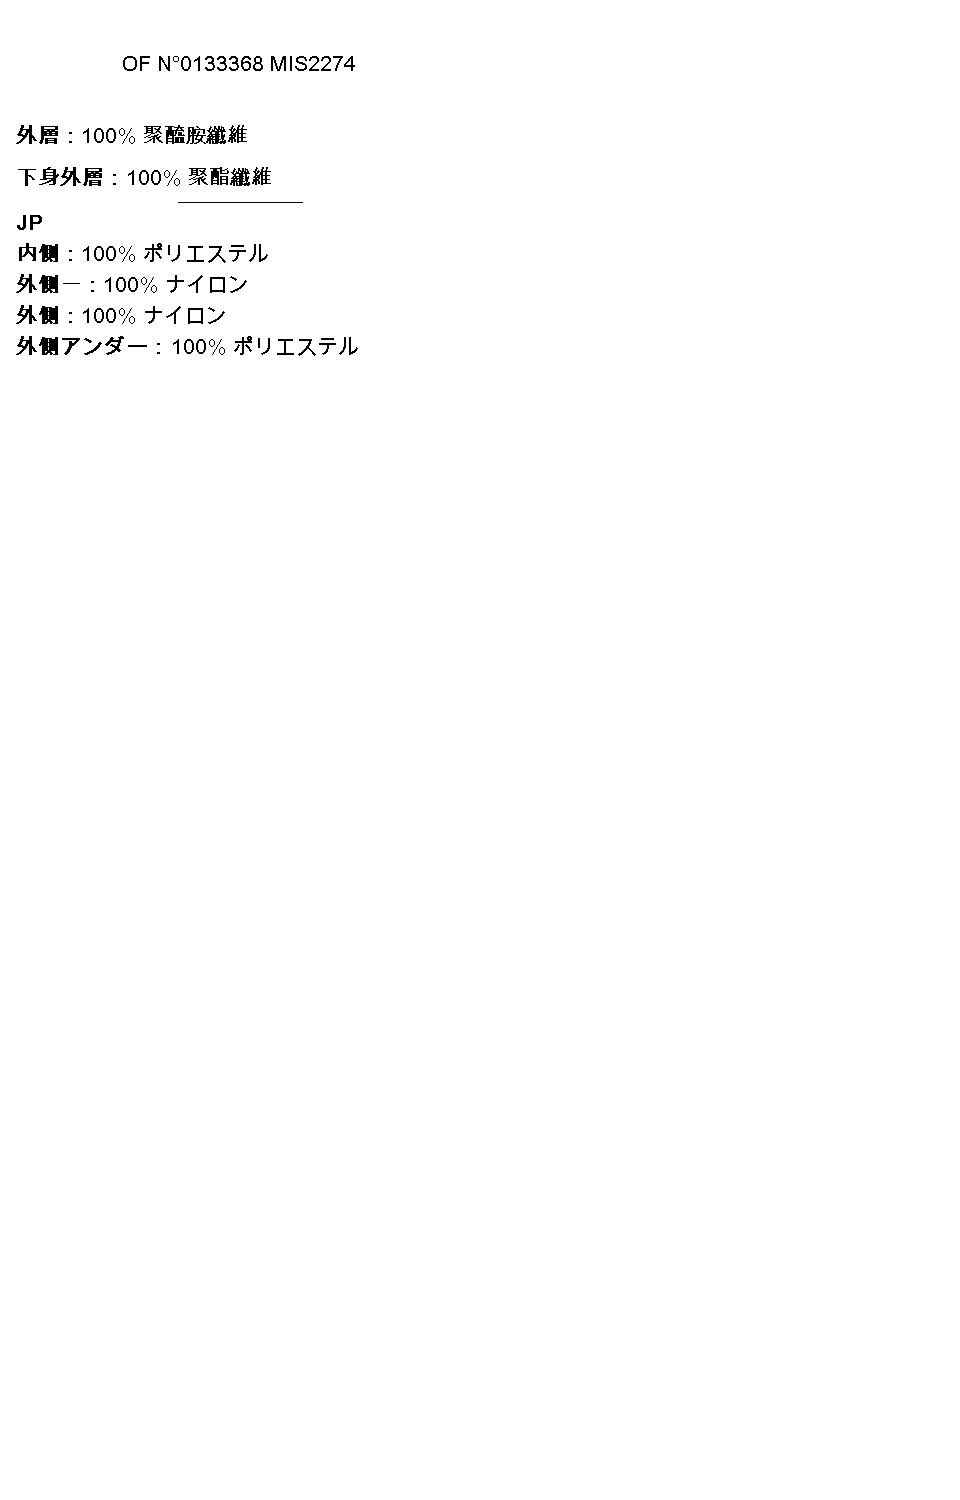 OF N°0133368 MIS2274
外層 : 100% 聚醯胺纖維
下身外層 : 100% 聚酯纖維
JP
内側 : 100% ポリエステル
外側一 : 100% ナイロン
外側 : 100% ナイロン
外側アンダー : 100% ポリエステル